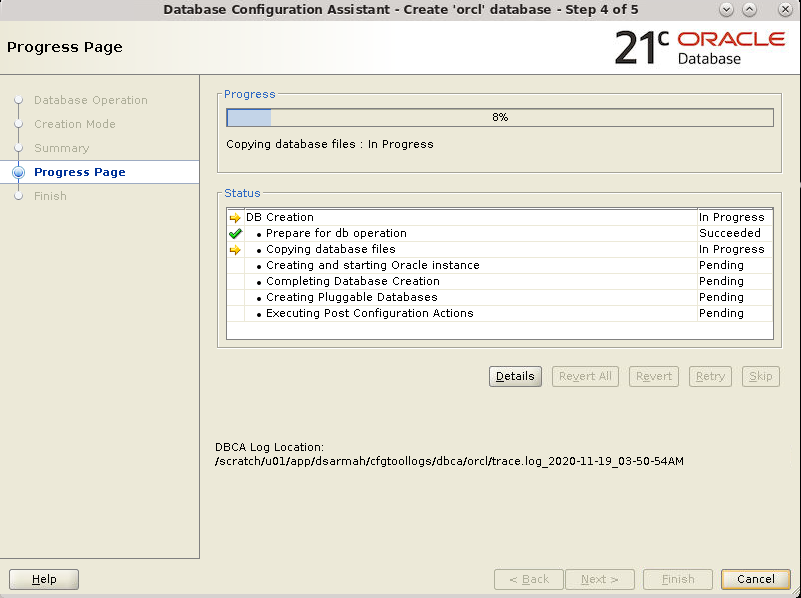 Database Configuration Assistant - Create 'orcl' database - Step 4 of 5
Progress Page
21c ORACLE
Database
Database Operation
Creation Mode
Summary
Progress Page
Finish
Progress
8%
Copying database files : In Progress
Status
DB Creation In Progress
• Prepare for db operation Succeeded
• Copying database files In Progress
• Creating and starting Oracle instance Pending
• Completing Database Creation Pending
• Creating Pluggable Databases Pending
• Executing Post Configuration Actions Pending
Details Revert All Revert Retry Skip
DBCA Log Location:
/scratch/u01/app/dsarmah/cfgtoollogs/dbca/orcl/trace.log_2020-11-19_03-50-54AM
Help < Back Next > Finish Cancel